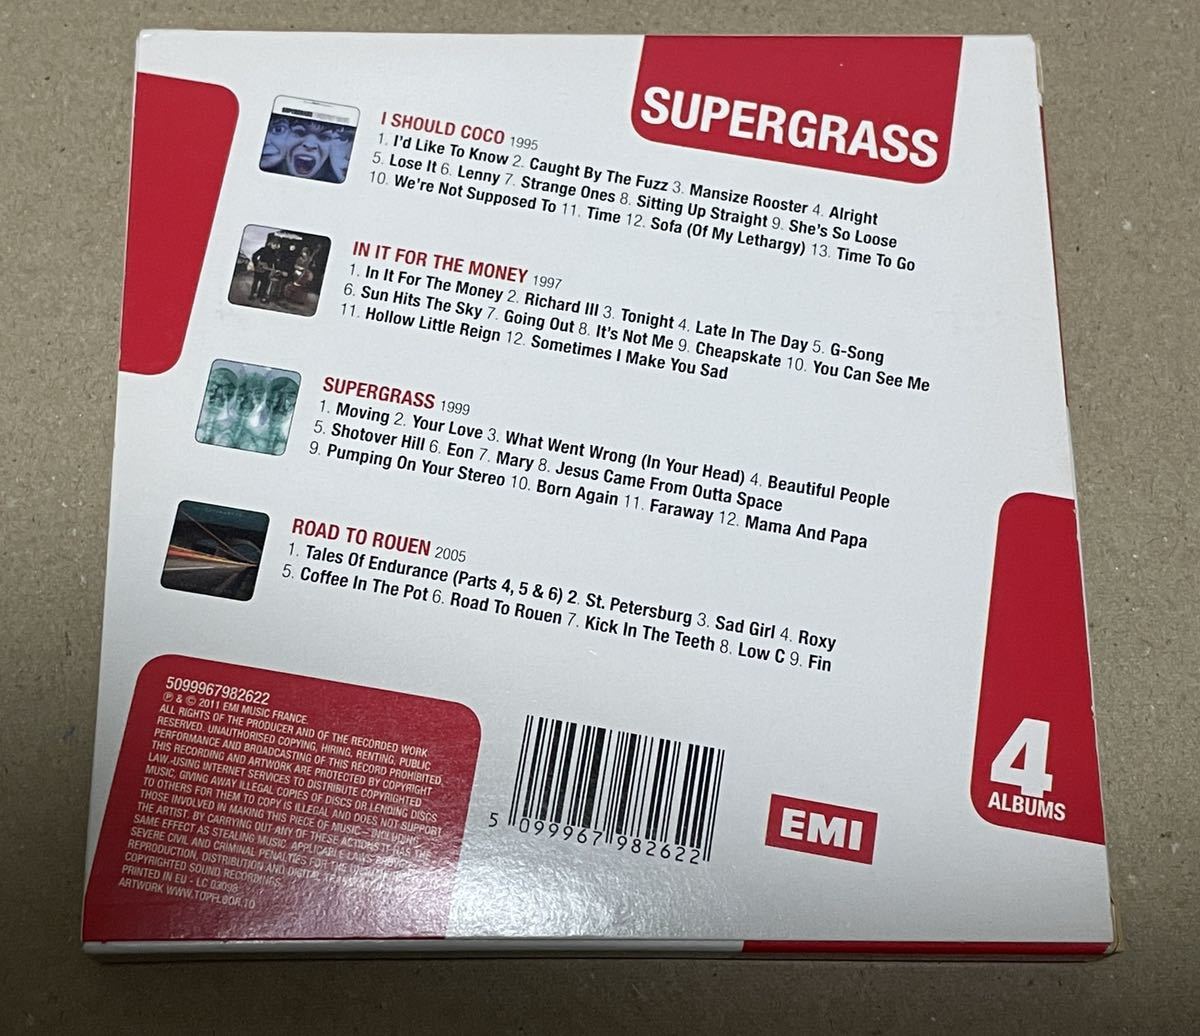 SUPERGRASS
I SHOULD COCO 1995
1. I'd Like To Know 2. Caught By The Fuzz 3. Mansize Rooster 4. Alright
5. Lose It 6. Lenny 7. Strange Ones 8. Sitting Up Straight 9. She's So Loose
10. We're Not Supposed To 11. Time 12. Sofa (Of My Lethargy) 13. Time To Go
IN IT FOR THE MONEY 1997
1. In It For The Money 2. Richard III 3. Tonight 4. Late In The Day 5. G-Song
6. Sun Hits The Sky 7. Going Out 8. It's Not Me 9. Cheapskate 10. You Can See Me
11. Hollow Little Reign 12. Sometimes I Make You Sad
SUPERGRASS 1999
1. Moving 2. Your Love 3. What Went Wrong (In Your Head) 4. Beautiful People
5. Shotover Hill 6. Eon 7. Mary 8. Jesus Came From Outta Space
9. Pumping On Your Stereo 10. Born Again 11. Faraway 12. Mama And Papa
ROAD TO ROUEN 2005
1. Tales Of Endurance (Parts 4, 5 & 6) 2. St. Petersburg 3. Sad Girl 4. Roxy
5. Coffee In The Pot 6. Road To Rouen 7. Kick In The Teeth 8. Low C 9. Fin
5099967982622
℗ & © 2011 EMI MUSIC FRANCE.
ALL RIGHTS OF THE PRODUCER AND OF THE RECORDED WORK
RESERVED. UNAUTHORISED COPYING, HIRING, RENTING, PUBLIC
PERFORMANCE AND BROADCASTING OF THIS RECORD PROHIBITED.
THIS RECORDING AND ARTWORK ARE PROTECTED BY COPYRIGHT
LAW. USING INTERNET SERVICES TO DISTRIBUTE COPYRIGHTED
MUSIC, GIVING AWAY ILLEGAL COPIES OF DISCS OR LENDING DISCS
TO OTHERS FOR THEM TO COPY IS ILLEGAL AND DOES NOT SUPPORT
THOSE INVOLVED IN MAKING THIS PIECE OF MUSIC – INCLUDING
THE ARTIST. BY CARRYING OUT ANY OF THESE ACTIONS IT HAS THE
SAME EFFECT AS STEALING MUSIC. APPLICABLE LAWS
SEVERE CIVIL AND CRIMINAL PENALTIES FOR THE
REPRODUCTION, DISTRIBUTION AND DIGITAL
COPYRIGHTED SOUND RECORDINGS.
PRINTED IN EU - LC 03098
ARTWORK WWW.TOPFLOOR.TO
5 099967 982622
EMI
4
ALBUMS